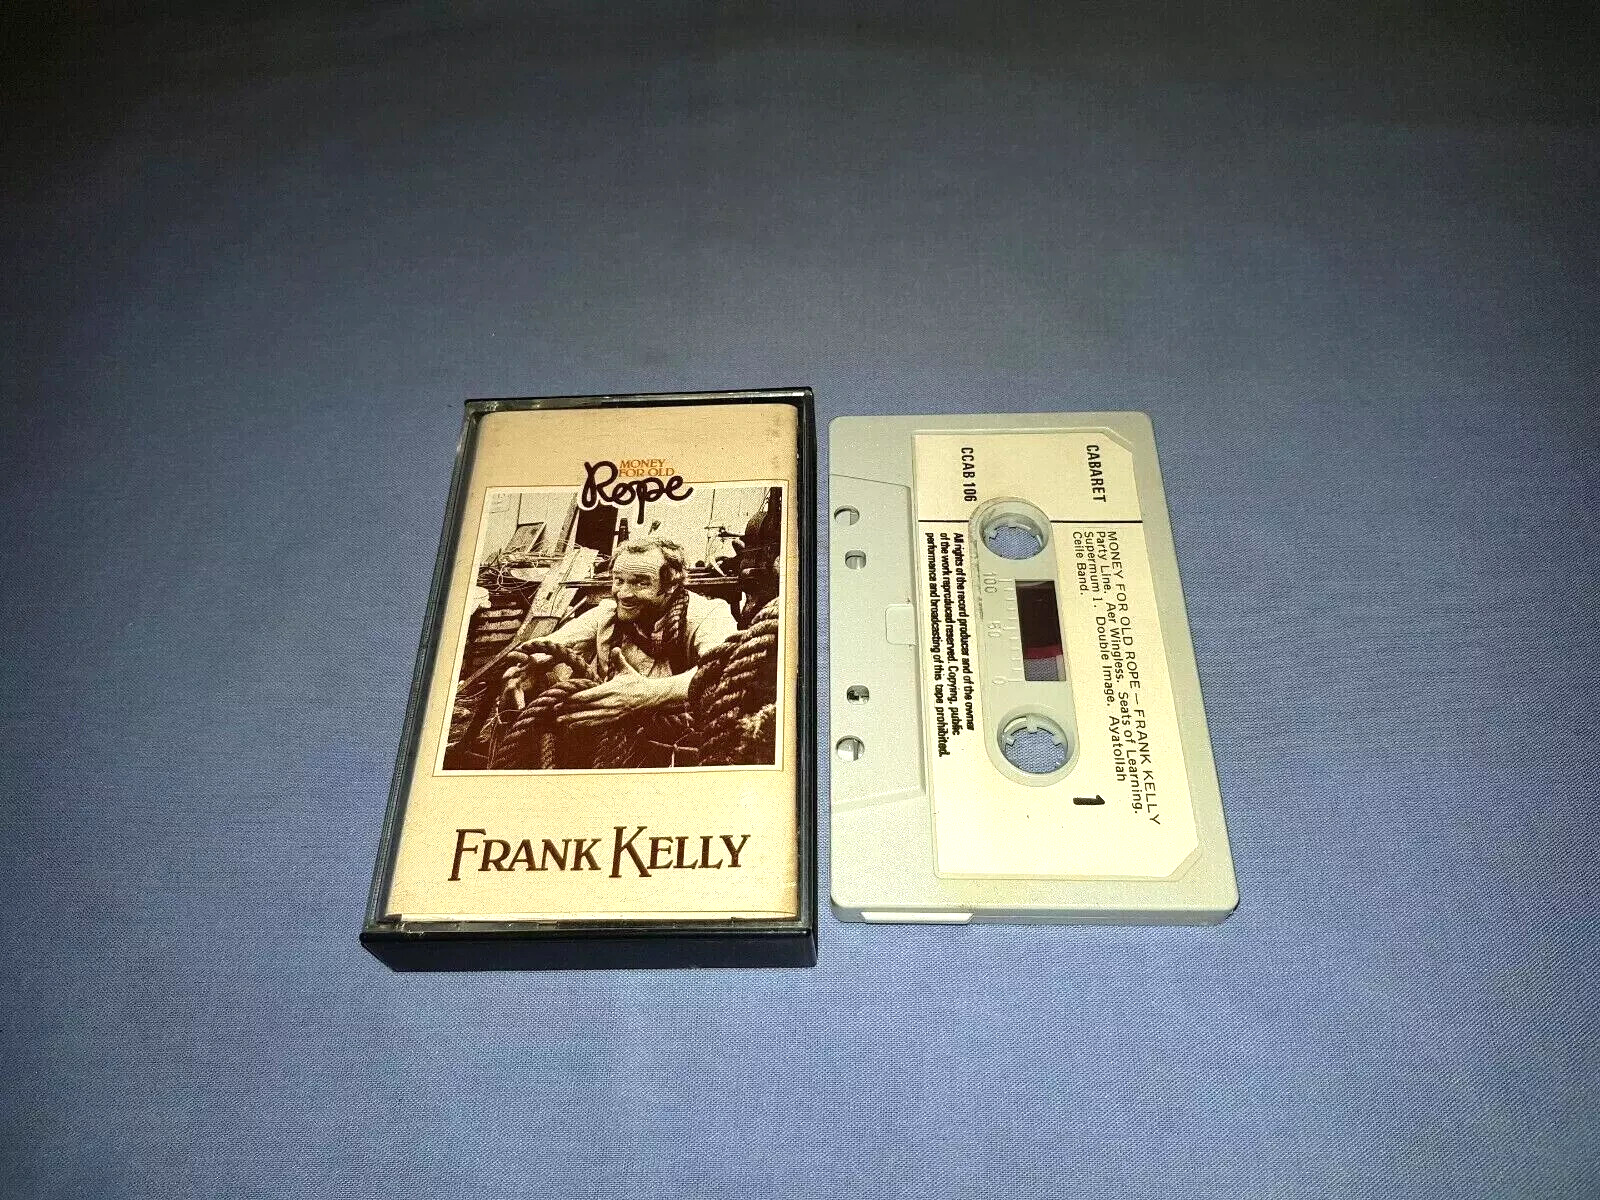 MONEY
FOR OLD
Rope
FRANK KELLY
CABARET
CCAB 106
MONEY FOR OLD ROPE — FRANK KELLY
Party Line. Aer Wingless. Seats of Learning.
Supermum 1. Double Image. Ayatollah
Ceile Band.
1
100 50 0
All rights of the record producer and of the owner
of the work reproduced reserved. Copying, public
performance and broadcasting of this tape prohibited.